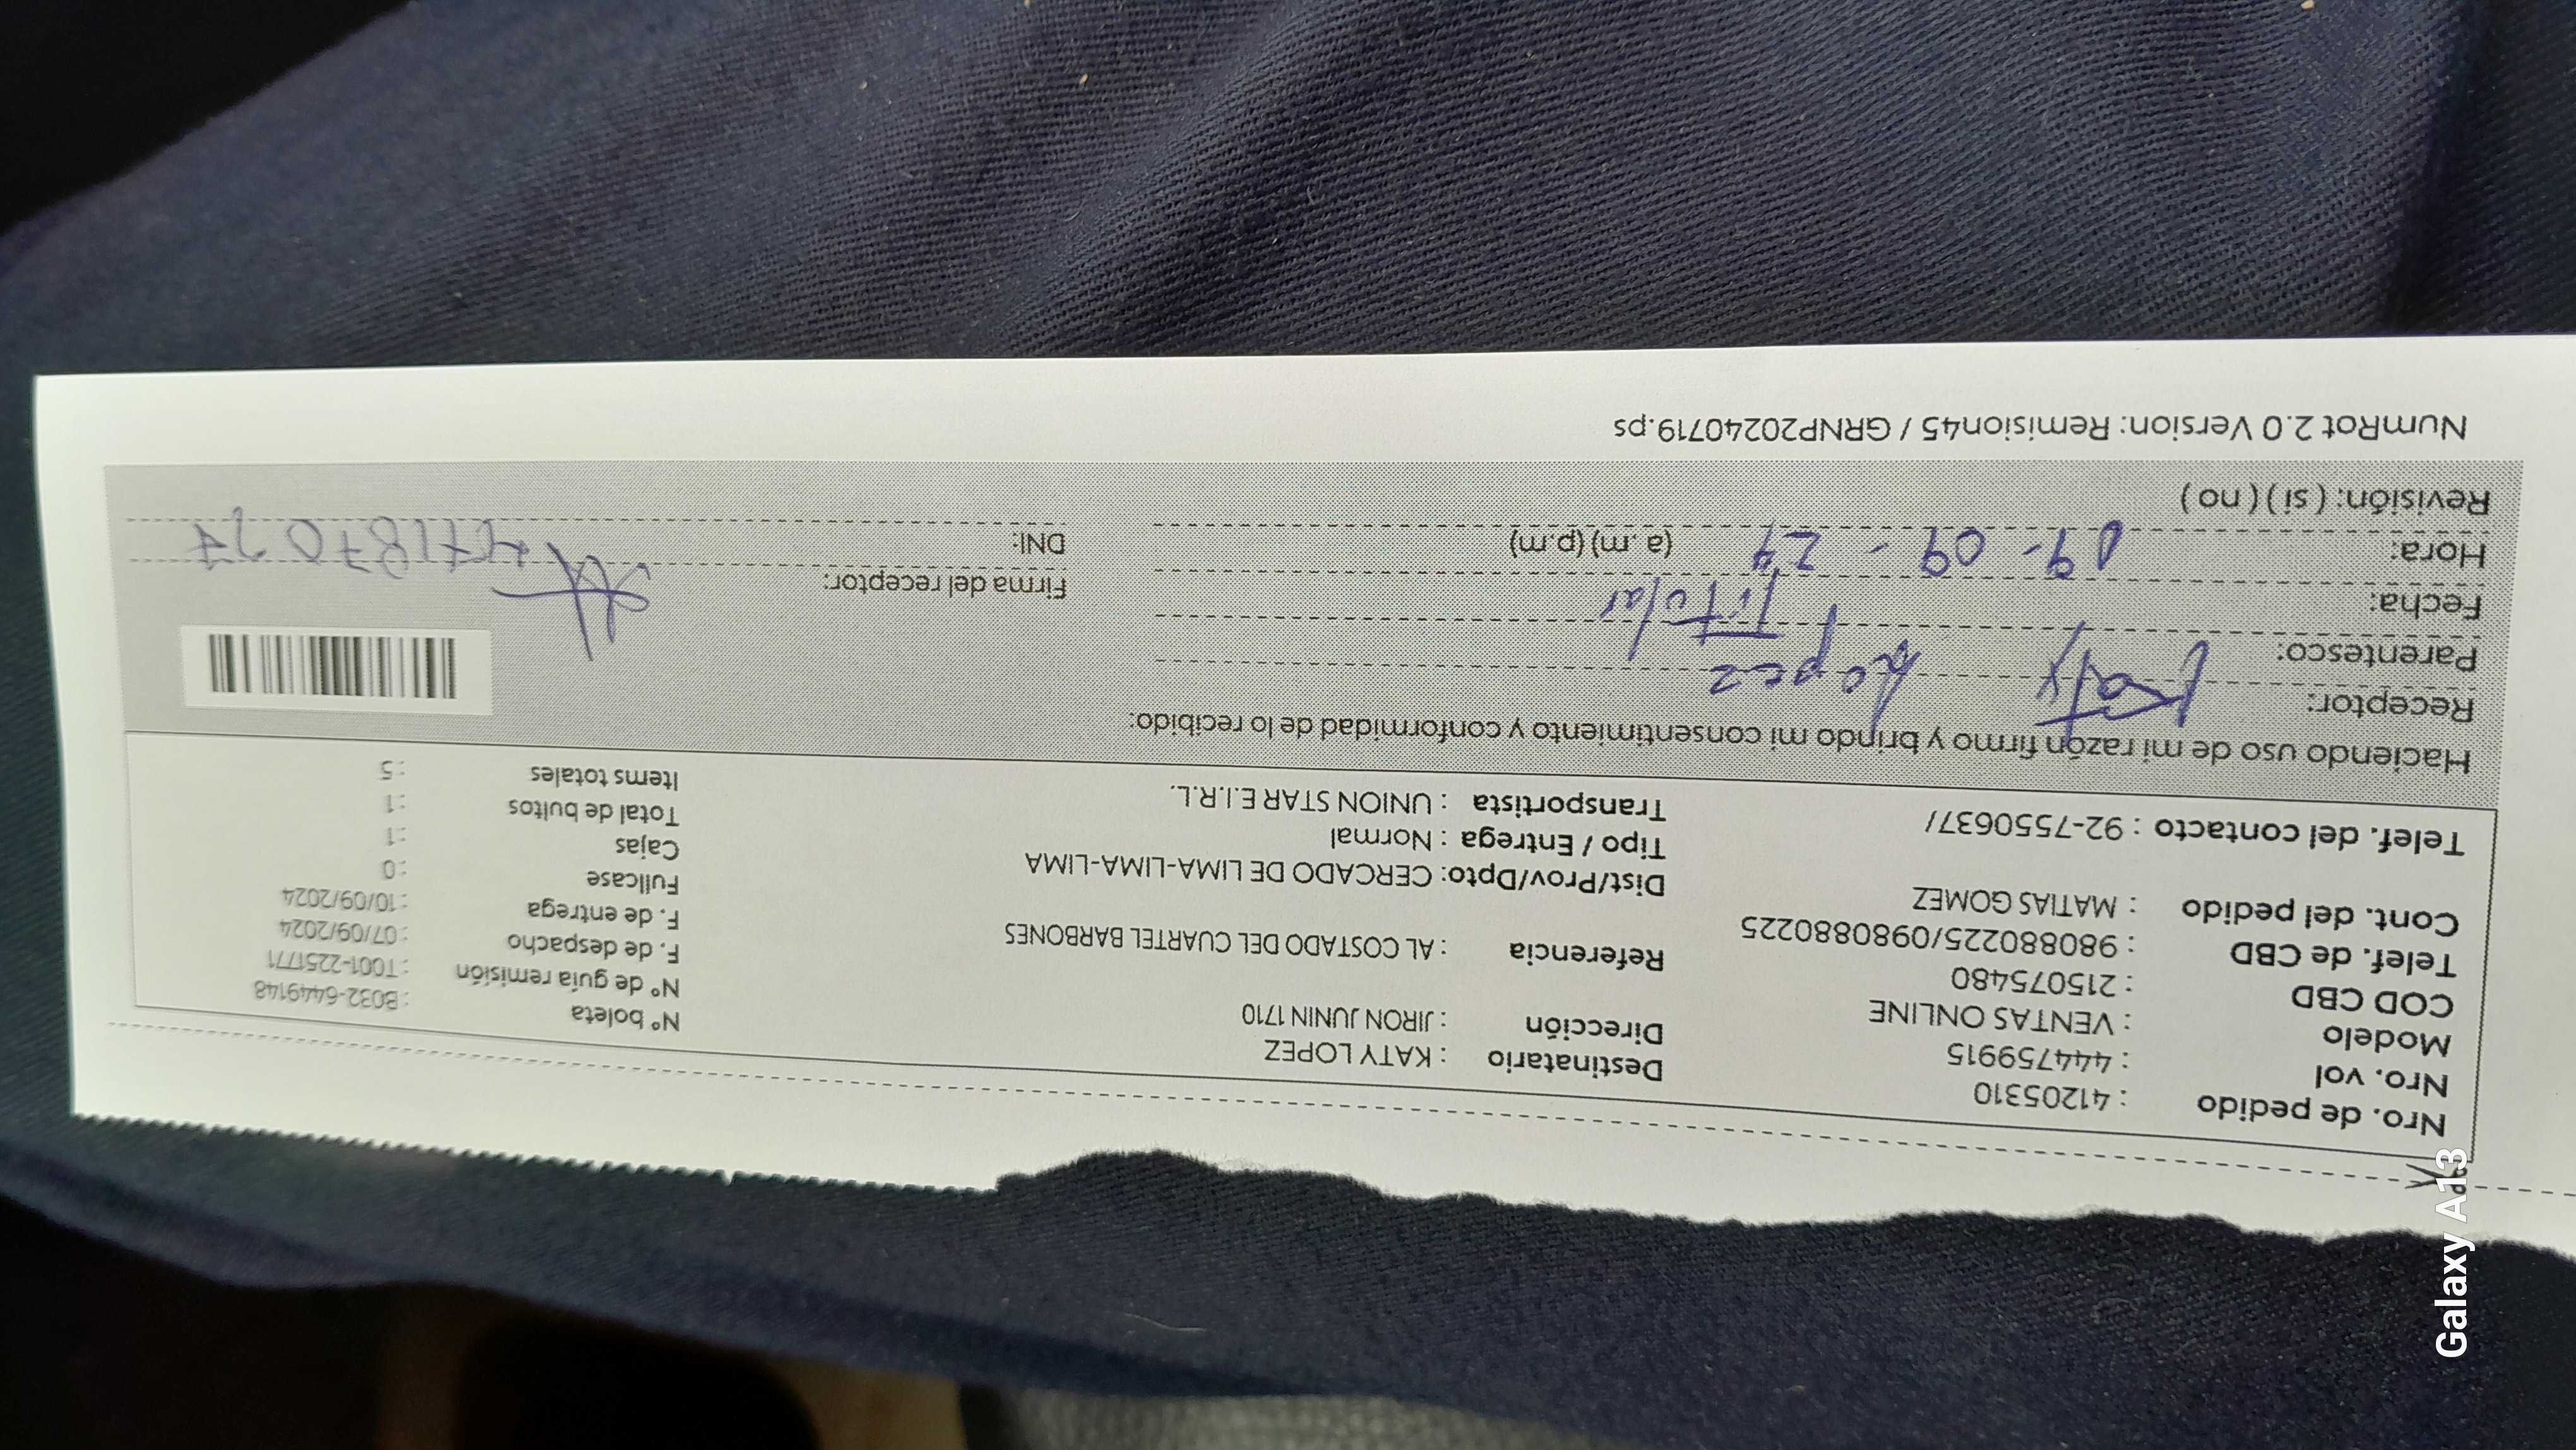 Nro. de pedido : 41205310
Nro. vol : 444759915
Modelo : VENTAS ONLINE
COD CBD : 215075480
Telef. de CBD : 980880225/0980880225
Cont. del pedido : MATIAS GOMEZ
Telef. del contacto : 92-7550637/
Destinatario : KATY LOPEZ
Dirección : JIRON JUNIN 1710
Referencia : AL COSTADO DEL CUARTEL BARBONES
Dist/Prov/Dpto: CERCADO DE LIMA-LIMA-LIMA
Tipo / Entrega : Normal
Transportista : UNION STAR E.I.R.L.
N° boleta : B032-6449148
N° de guía remisión : T001-2251771
F. de despacho : 07/09/2024
F. de entrega : 10/09/2024
Fullcase : 0
Cajas : 1
Total de bultos : 1
Items totales : 5
Haciendo uso de mi razón firmo y brindo mi consentimiento y conformidad de lo recibido:
Receptor: Katy Lopez
Parentesco: Titular
Fecha:
Hora: 09-09-24 (a .m) (p.m)
Revisión: ( si ) ( no )
Firma del receptor:
DNI:
NumRot 2.0 Version: Remision45 / GRNP20240719.ps
Galaxy A13